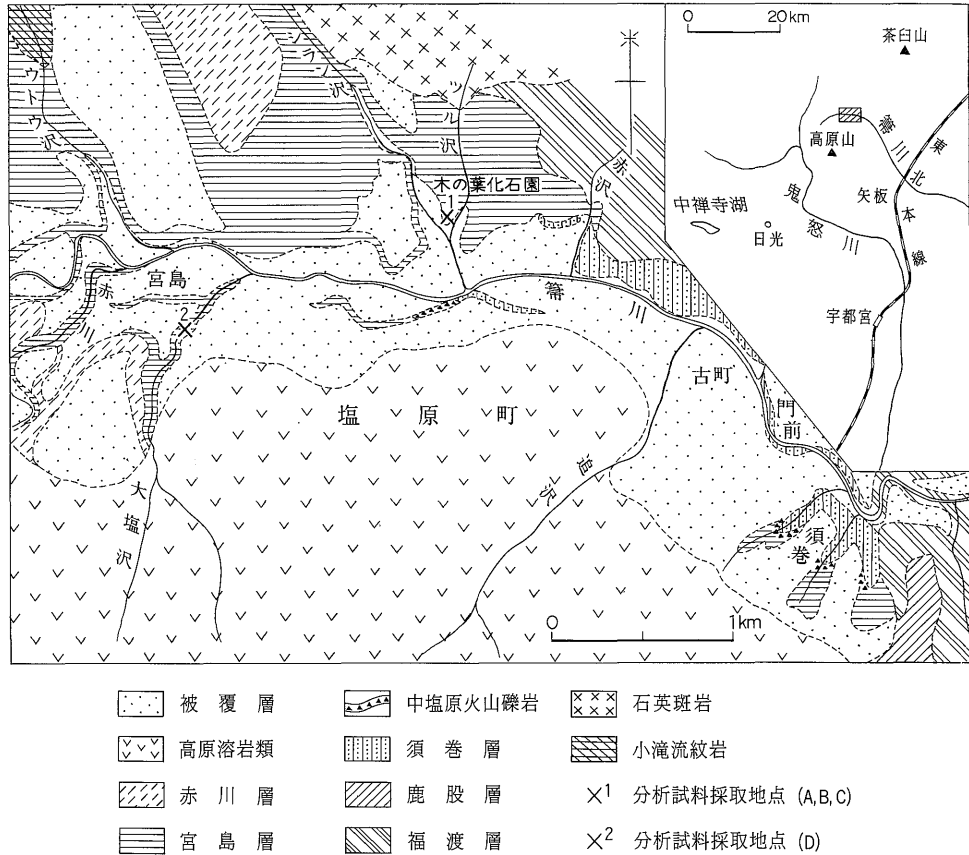 ウトウ沢
シラン沢
ツル沢
木の葉化石園
1
赤沢
宮島
赤川
2
箒川
古町
門前
塩原町
追沢
大塩沢
須巻
0 1km
0 20km
茶臼山
箒川
高原山
東北本線
矢板
鬼怒川
中禅寺湖
日光
宇都宮
被覆層
中塩原火山礫岩
石英斑岩
高原溶岩類
須巻層
小滝流紋岩
赤川層
鹿股層
×1 分析試料採取地点 (A,B,C)
宮島層
福渡層
×2 分析試料採取地点 (D)